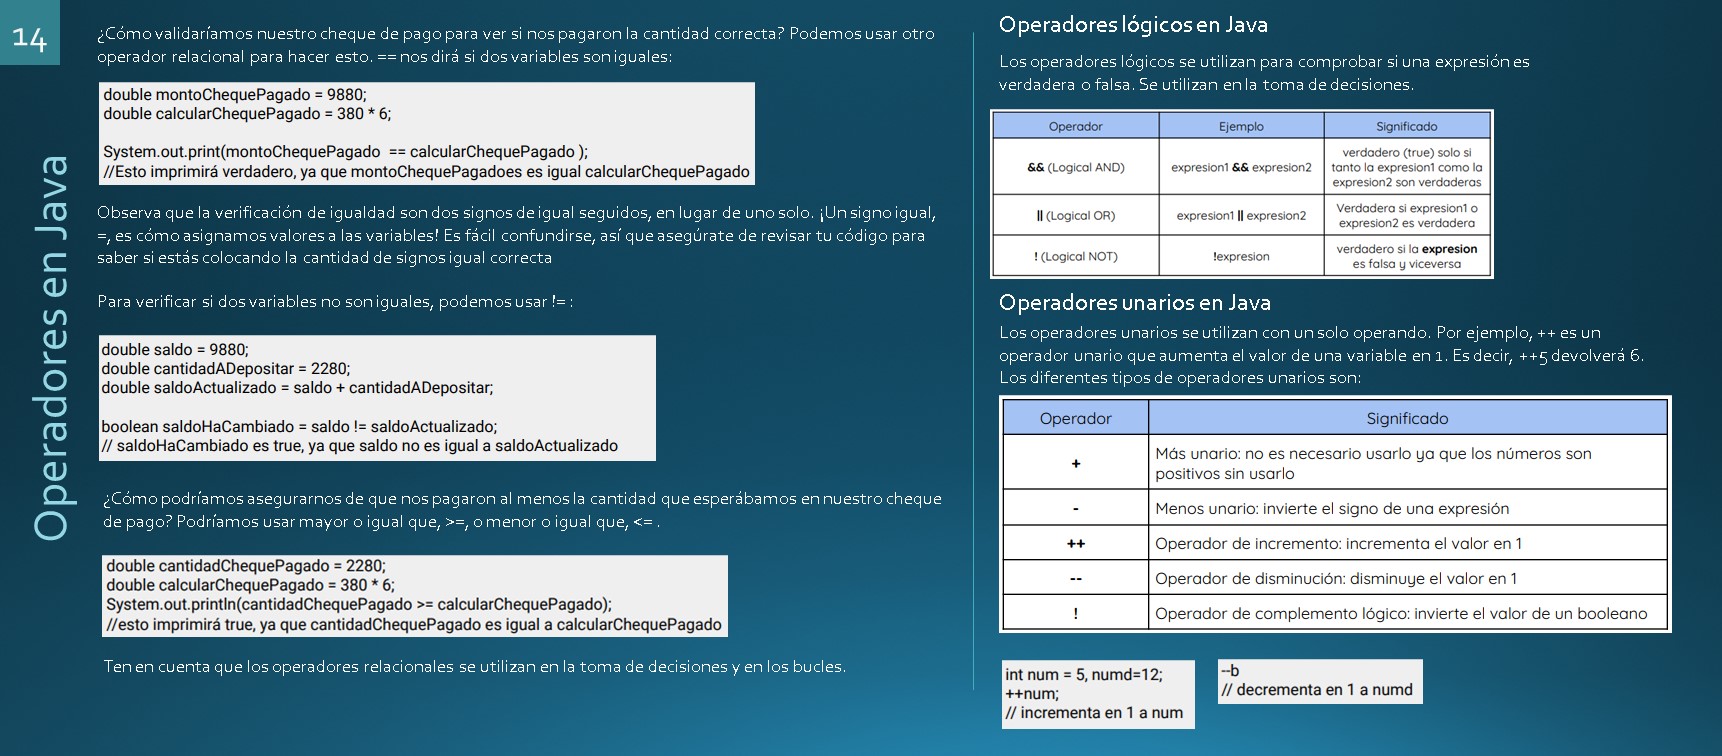 14
Operadores en Java
¿Cómo validaríamos nuestro cheque de pago para ver si nos pagaron la cantidad correcta? Podemos usar otro
operador relacional para hacer esto. == nos dirá si dos variables son iguales:
double montoChequePagado = 9880;
double calcularChequePagado = 380 * 6;
System.out.print(montoChequePagado  == calcularChequePagado );
//Esto imprimirá verdadero, ya que montoChequePagadoes es igual calcularChequePagado
Observa que la verificación de igualdad son dos signos de igual seguidos, en lugar de uno solo. ¡Un signo igual,
=, es cómo asignamos valores a las variables! Es fácil confundirse, así que asegúrate de revisar tu código para
saber si estás colocando la cantidad de signos igual correcta
Para verificar si dos variables no son iguales, podemos usar != :
double saldo = 9880;
double cantidadADepositar = 2280;
double saldoActualizado = saldo + cantidadADepositar;
boolean saldoHaCambiado = saldo != saldoActualizado;
// saldoHaCambiado es true, ya que saldo no es igual a saldoActualizado
¿Cómo podríamos asegurarnos de que nos pagaron al menos la cantidad que esperábamos en nuestro cheque
de pago? Podríamos usar mayor o igual que, >=, o menor o igual que, <= .
double cantidadChequePagado = 2280;
double calcularChequePagado = 380 * 6;
System.out.println(cantidadChequePagado >= calcularChequePagado);
//esto imprimirá true, ya que cantidadChequePagado es igual a calcularChequePagado
Ten en cuenta que los operadores relacionales se utilizan en la toma de decisiones y en los bucles.
Operadores lógicos en Java
Los operadores lógicos se utilizan para comprobar si una expresión es
verdadera o falsa. Se utilizan en la toma de decisiones.
Operador Ejemplo Significado
&& (Logical AND) expresion1 && expresion2 verdadero (true) solo si
tanto la expresion1 como la
expresion2 son verdaderas
|| (Logical OR) expresion1 || expresion2 Verdadera si expresion1 o
expresion2 es verdadera
! (Logical NOT) !expresion verdadero si la expresion
es falsa y viceversa
Operadores unarios en Java
Los operadores unarios se utilizan con un solo operando. Por ejemplo, ++ es un
operador unario que aumenta el valor de una variable en 1. Es decir, ++5 devolverá 6.
Los diferentes tipos de operadores unarios son:
Operador Significado
+ Más unario: no es necesario usarlo ya que los números son
positivos sin usarlo
- Menos unario: invierte el signo de una expresión
++ Operador de incremento: incrementa el valor en 1
-- Operador de disminución: disminuye el valor en 1
! Operador de complemento lógico: invierte el valor de un booleano
int num = 5, numd=12;
++num;
// incrementa en 1 a num
--b
// decrementa en 1 a numd